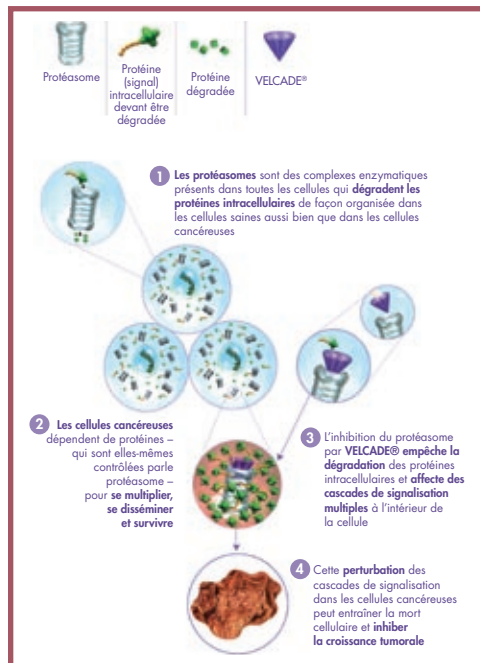 Protéasome
Protéine
(signal)
intracellulaire
devant être
dégradée
Protéine
dégradée
VELCADE®
1 Les protéasomes sont des complexes enzymatiques
présents dans toutes les cellules qui dégradent les
protéines intracellulaires de façon organisée dans
les cellules saines aussi bien que dans les cellules
cancéreuses
2 Les cellules cancéreuses
dépendent de protéines –
qui sont elles-mêmes
contrôlées parle
protéasome –
pour se multiplier,
se disséminer
et survivre
3 L'inhibition du protéasome
par VELCADE® empêche la
dégradation des protéines
intracellulaires et affecte des
cascades de signalisation
multiples à l'intérieur de
la cellule
4 Cette perturbation des
cascades de signalisation
dans les cellules cancéreuses
peut entraîner la mort
cellulaire et inhiber
la croissance tumorale